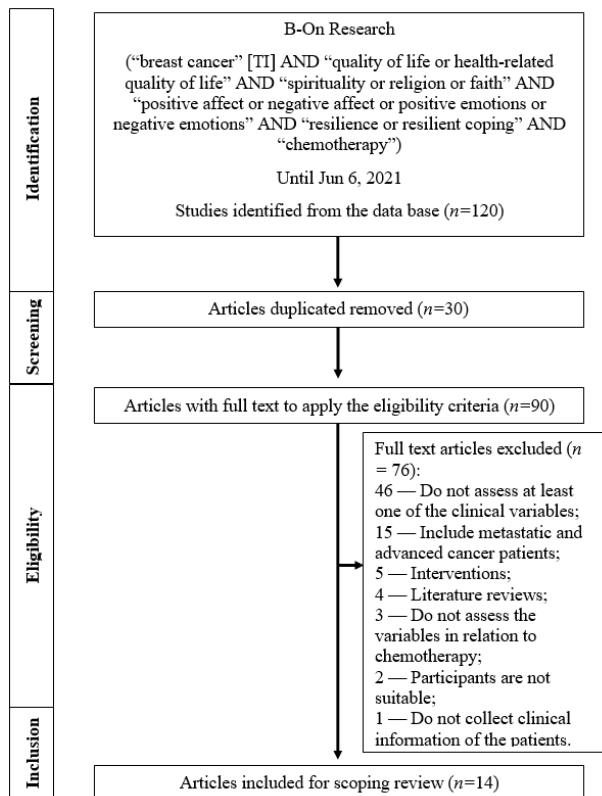 Identification
B-On Research
(“breast cancer” [TI] AND “quality of life or health-related
quality of life” AND “spirituality or religion or faith” AND
“positive affect or negative affect or positive emotions or
negative emotions” AND “resilience or resilient coping” AND
“chemotherapy”)
Until Jun 6, 2021
Studies identified from the data base (n=120)
Screening
Articles duplicated removed (n=30)
Eligibility
Articles with full text to apply the eligibility criteria (n=90)
Full text articles excluded (n
= 76):
46 — Do not assess at least
one of the clinical variables;
15 — Include metastatic and
advanced cancer patients;
5 — Interventions;
4 — Literature reviews;
3 — Do not assess the
variables in relation to
chemotherapy;
2 — Participants are not
suitable;
1 — Do not collect clinical
information of the patients.
Inclusion
Articles included for scoping review (n=14)